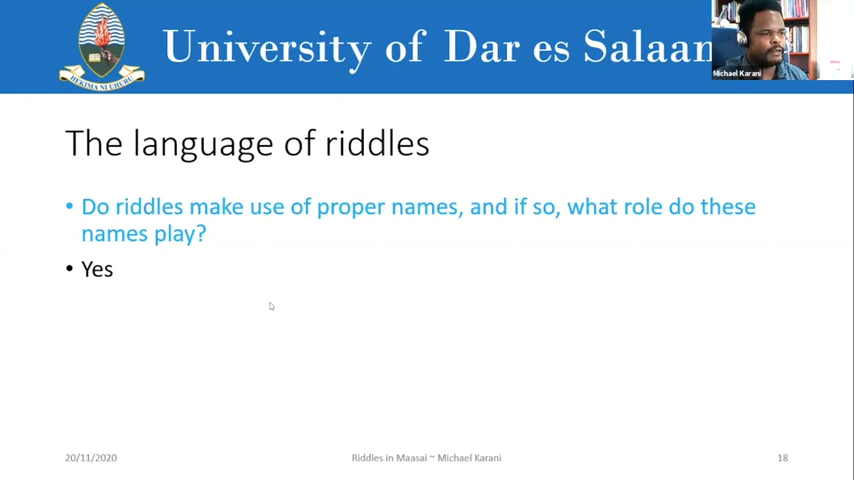 University of Dar es Salaam
HEKIMA NI UHURU
Michael Karani
The language of riddles
• Do riddles make use of proper names, and if so, what role do these
names play?
• Yes
20/11/2020
Riddles in Maasai ~ Michael Karani
18